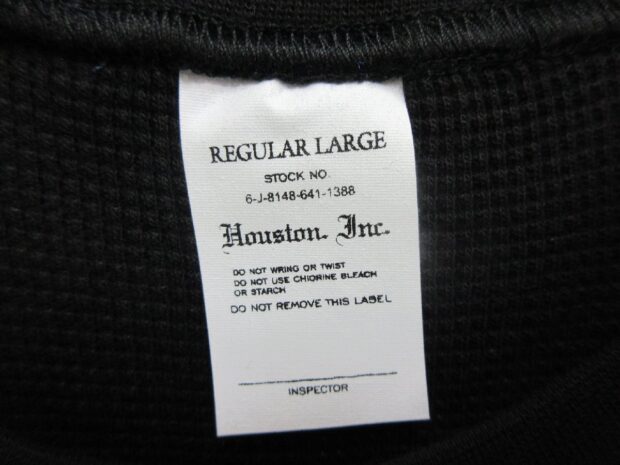 REGULAR LARGE
STOCK NO.
6-J-8148-641-1388
Houston. Inc.
DO NOT WRING OR TWIST
DO NOT USE CHIORINE BLEACH
OR STARCH
DO NOT REMOVE THIS LABEL
INSPECTOR